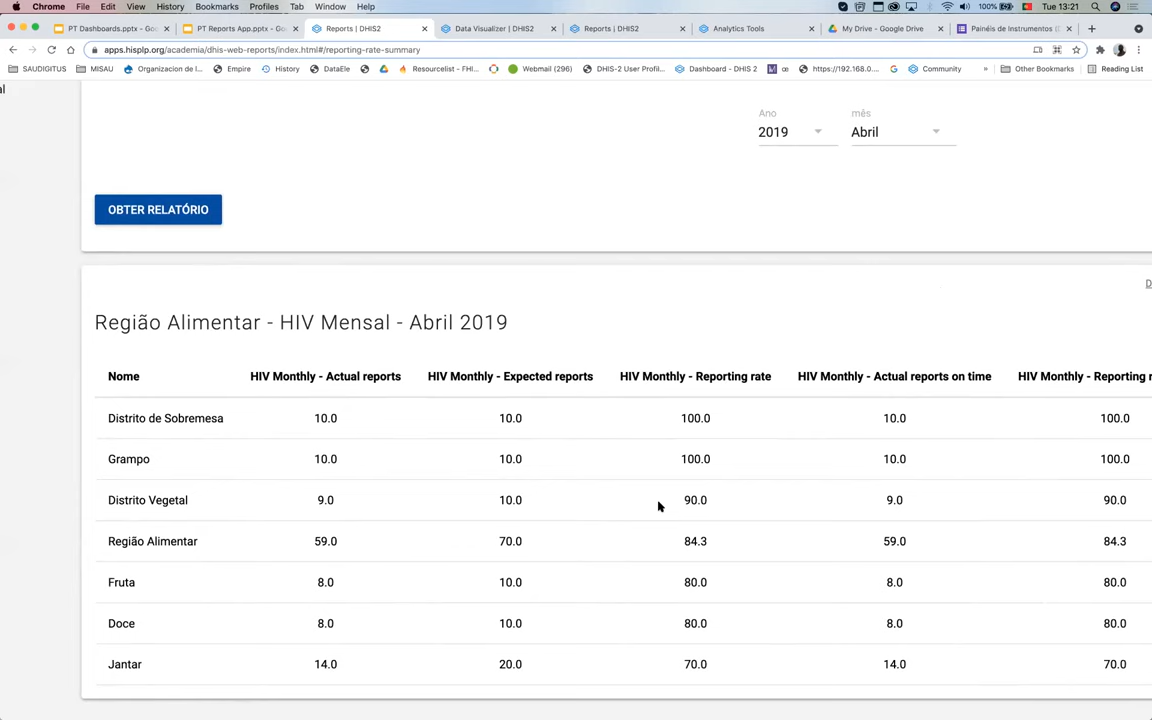 Chrome File Edit View History Bookmarks Profiles Tab Window Help 100% Tue 13:21
PT Dashboards.pptx - Goo PT Reports App.pptx - Goo Reports | DHIS2 Data Visualizer | DHIS2 Reports | DHIS2 Analytics Tools My Drive - Google Drive Painéis de Instrumentos (D
apps.hisplp.org/academia/dhis-web-reports/index.html#/reporting-rate-summary
SAUDIGITUS MISAU Organizacion de I... Empire History DataEle Resourcelist - FHI... Webmail (296) DHIS-2 User Profil... Dashboard - DHIS 2 https://192.168.0.... Community » Other Bookmarks Reading List
al
Ano mês
2019 Abril
OBTER RELATÓRIO
D
Região Alimentar - HIV Mensal - Abril 2019
Nome HIV Monthly - Actual reports HIV Monthly - Expected reports HIV Monthly - Reporting rate HIV Monthly - Actual reports on time HIV Monthly - Reporting r
Distrito de Sobremesa 10.0 10.0 100.0 10.0 100.0
Grampo 10.0 10.0 100.0 10.0 100.0
Distrito Vegetal 9.0 10.0 90.0 9.0 90.0
Região Alimentar 59.0 70.0 84.3 59.0 84.3
Fruta 8.0 10.0 80.0 8.0 80.0
Doce 8.0 10.0 80.0 8.0 80.0
Jantar 14.0 20.0 70.0 14.0 70.0